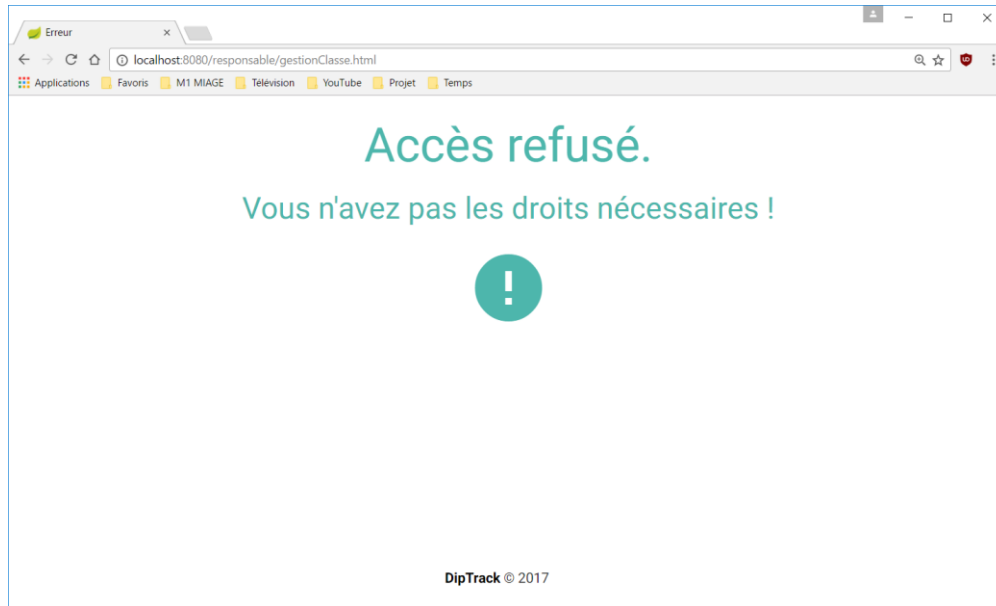 Erreur
localhost:8080/responsable/gestionClasse.html
Applications Favoris M1 MIAGE Télévision YouTube Projet Temps
Accès refusé.
Vous n'avez pas les droits nécessaires !
!
DipTrack © 2017